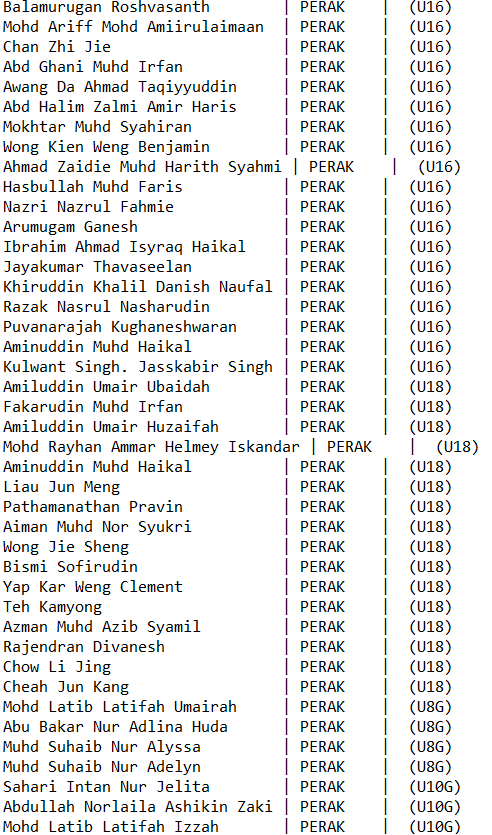 Balamurugan Roshvasanth | PERAK | (U16)
Mohd Ariff Mohd Amiirulaimaan | PERAK | (U16)
Chan Zhi Jie | PERAK | (U16)
Abd Ghani Muhd Irfan | PERAK | (U16)
Awang Da Ahmad Taqiyyuddin | PERAK | (U16)
Abd Halim Zalmi Amir Haris | PERAK | (U16)
Mokhtar Muhd Syahiran | PERAK | (U16)
Wong Kien Weng Benjamin | PERAK | (U16)
Ahmad Zaidie Muhd Harith Syahmi | PERAK | (U16)
Hasbullah Muhd Faris | PERAK | (U16)
Nazri Nazrul Fahmie | PERAK | (U16)
Arumugam Ganesh | PERAK | (U16)
Ibrahim Ahmad Isyraq Haikal | PERAK | (U16)
Jayakumar Thavaseelan | PERAK | (U16)
Khiruddin Khalil Danish Naufal | PERAK | (U16)
Razak Nasrul Nasharudin | PERAK | (U16)
Puvanarajah Kughaneshwaran | PERAK | (U16)
Aminuddin Muhd Haikal | PERAK | (U16)
Kulwant Singh. Jasskabir Singh | PERAK | (U16)
Amiluddin Umair Ubaidah | PERAK | (U18)
Fakarudin Muhd Irfan | PERAK | (U18)
Amiluddin Umair Huzaifah | PERAK | (U18)
Mohd Rayhan Ammar Helmey Iskandar | PERAK | (U18)
Aminuddin Muhd Haikal | PERAK | (U18)
Liau Jun Meng | PERAK | (U18)
Pathamanathan Pravin | PERAK | (U18)
Aiman Muhd Nor Syukri | PERAK | (U18)
Wong Jie Sheng | PERAK | (U18)
Bismi Sofirudin | PERAK | (U18)
Yap Kar Weng Clement | PERAK | (U18)
Teh Kamyong | PERAK | (U18)
Azman Muhd Azib Syamil | PERAK | (U18)
Rajendran Divanesh | PERAK | (U18)
Chow Li Jing | PERAK | (U18)
Cheah Jun Kang | PERAK | (U18)
Mohd Latib Latifah Umairah | PERAK | (U8G)
Abu Bakar Nur Adlina Huda | PERAK | (U8G)
Muhd Suhaib Nur Alyssa | PERAK | (U8G)
Muhd Suhaib Nur Adelyn | PERAK | (U8G)
Sahari Intan Nur Jelita | PERAK | (U10G)
Abdullah Norlaila Ashikin Zaki | PERAK | (U10G)
Mohd Latib Latifah Izzah | PERAK | (U10G)